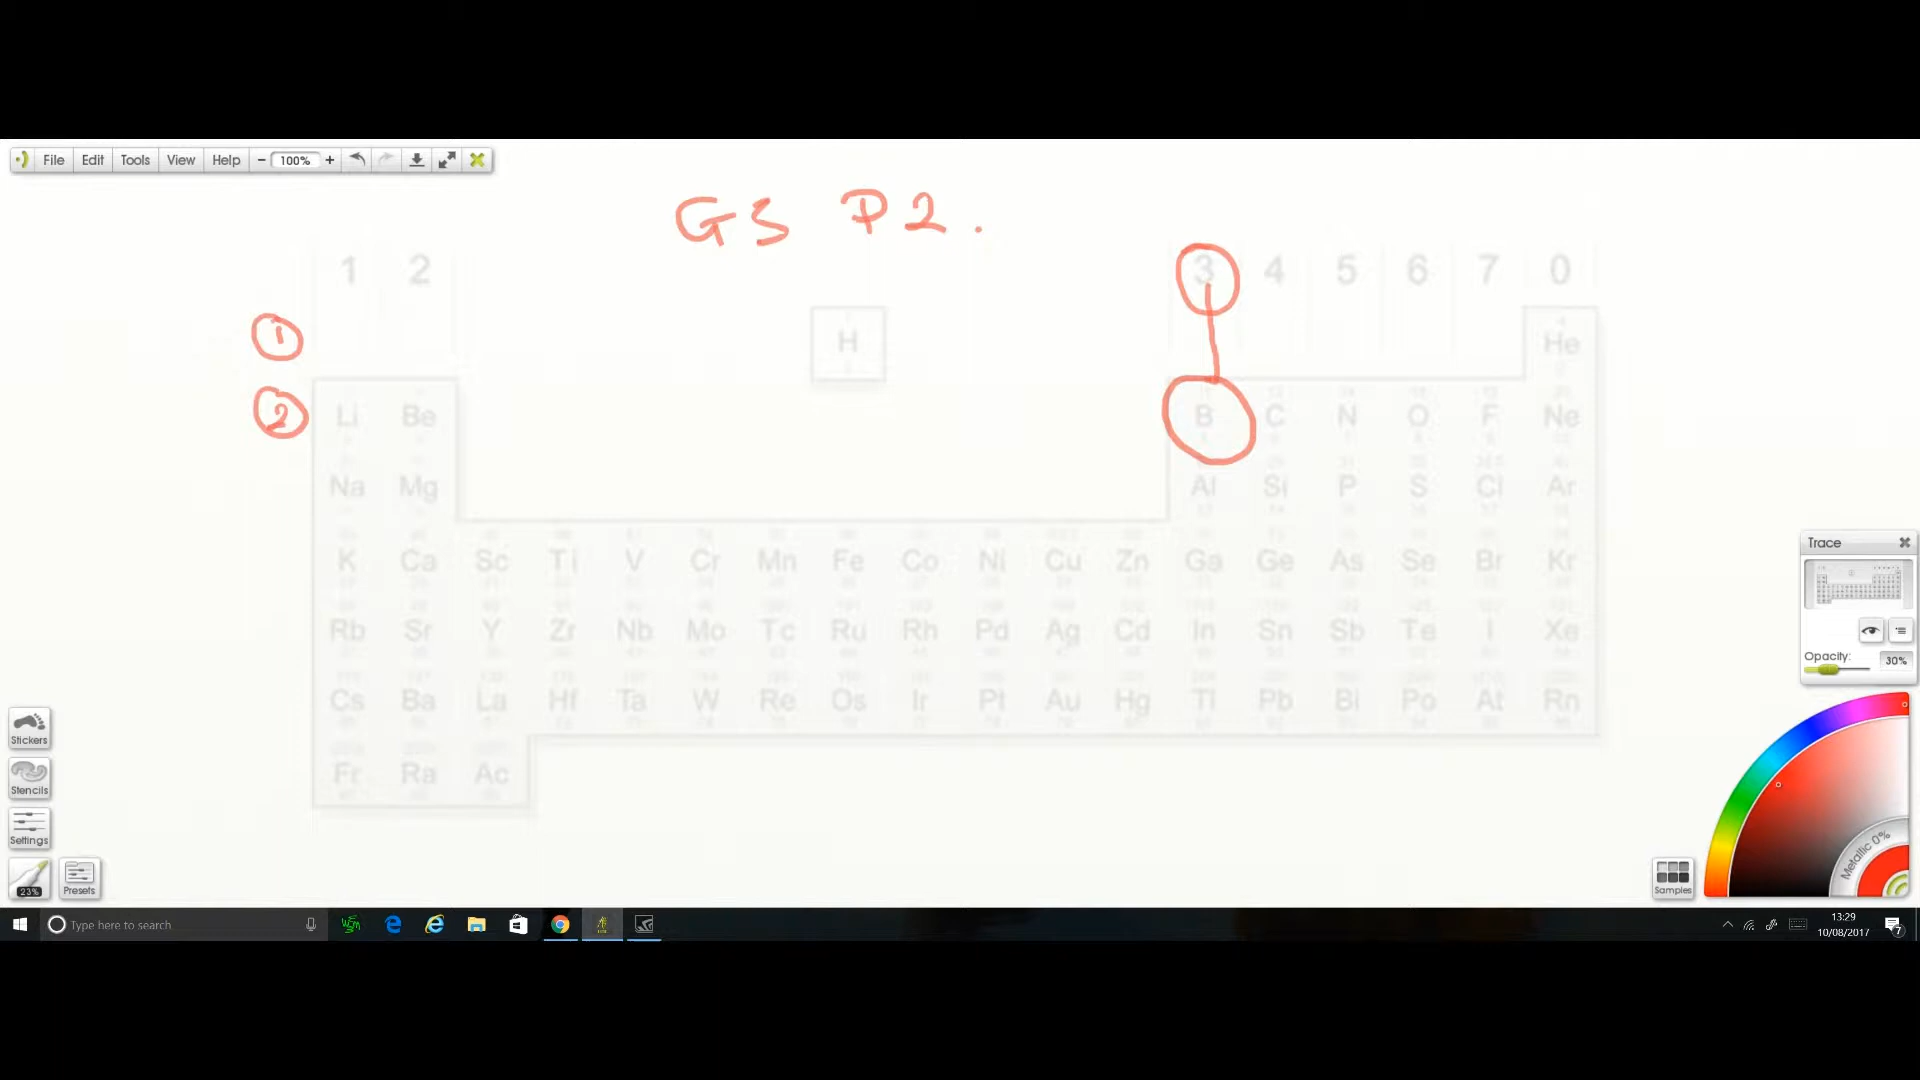 File Edit Tools View Help − 100% +
GS P2.
1 2 3 4 5 6 7 0
①
H He
② Li Be B C N O F Ne
Na Mg Al Si P S Cl Ar
K Ca Sc Ti V Cr Mn Fe Co Ni Cu Zn Ga Ge As Se Br Kr
Rb Sr Y Zr Nb Mo Tc Ru Rh Pd Ag Cd In Sn Sb Te I Xe
Cs Ba La Hf Ta W Re Os Ir Pt Au Hg Tl Pb Bi Po At Rn
Fr Ra Ac
Trace
Opacity:
30%
Stickers
Stencils
Settings
23% Presets
Metallic 0%
Samples
Type here to search
13:29
10/08/2017
7